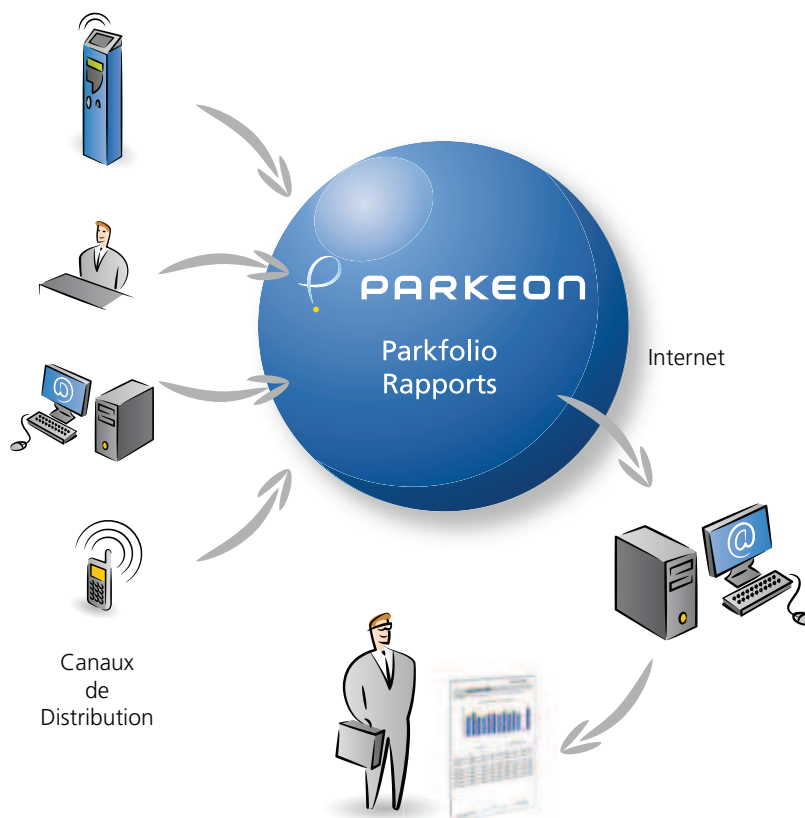 PARKEON
Parkfolio
Rapports
Internet
@
@
Canaux
de
Distribution